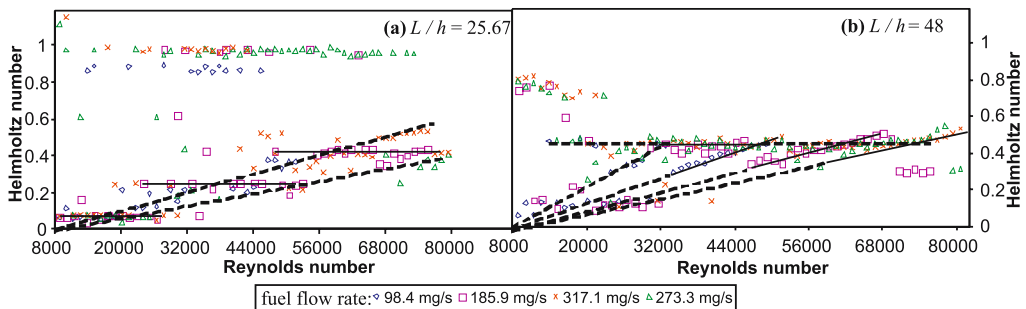 (a) L / h = 25.67
Helmholtz number
1
0.8
0.6
0.4
0.2
0
8000 20000 32000 44000 56000 68000 80000
Reynolds number
(b) L / h = 48
1
0.8
0.6
0.4
0.2
0
Helmholtz number
8000 20000 32000 44000 56000 68000 80000
Reynolds number
fuel flow rate: 98.4 mg/s 185.9 mg/s 317.1 mg/s 273.3 mg/s